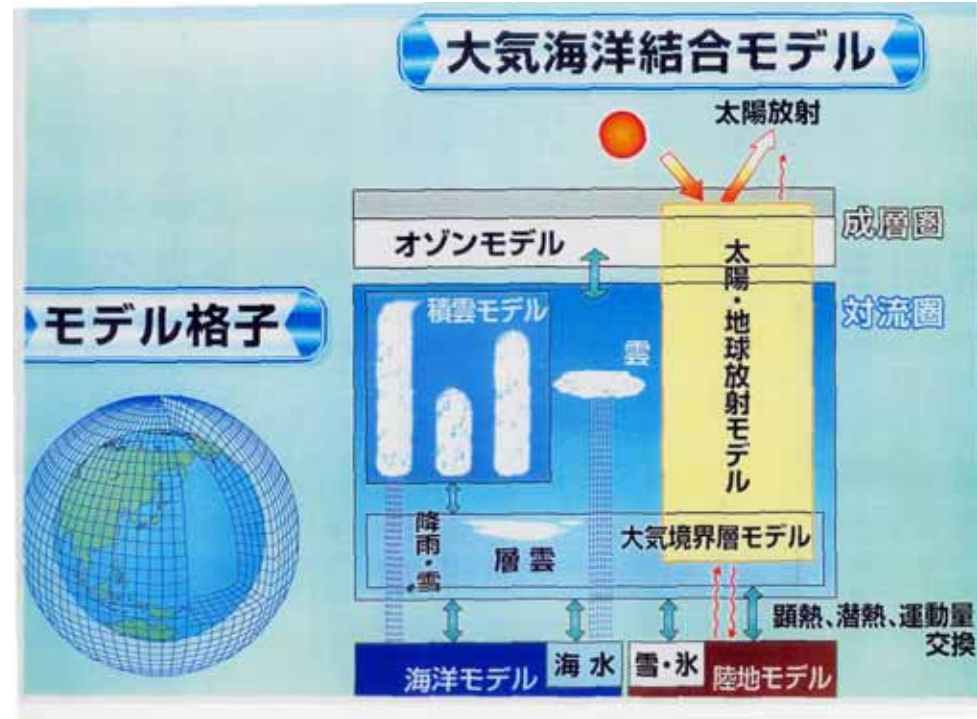 大気海洋結合モデル
太陽放射
成層圏
オゾンモデル
太陽・地球放射モデル
モデル格子
対流圏
積雲モデル
雲
降雨・雪
層雲
大気境界層モデル
顕熱、潜熱、運動量
交換
海洋モデル
海水
雪・氷
陸地モデル